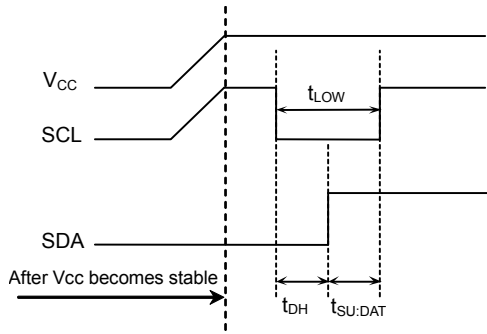 VCC
tLOW
SCL
SDA
After Vcc becomes stable
tDH
tSU:DAT